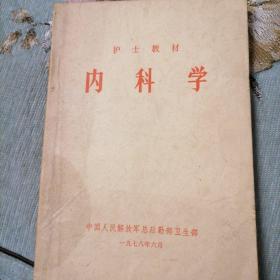 护士教材
内科学
中国人民解放军总后勤部卫生部
一九七八年六月